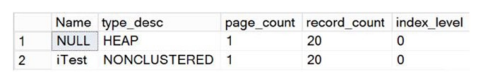 Name type_desc page_count record_count index_level
1 NULL HEAP 1 20 0
2 iTest NONCLUSTERED 1 20 0